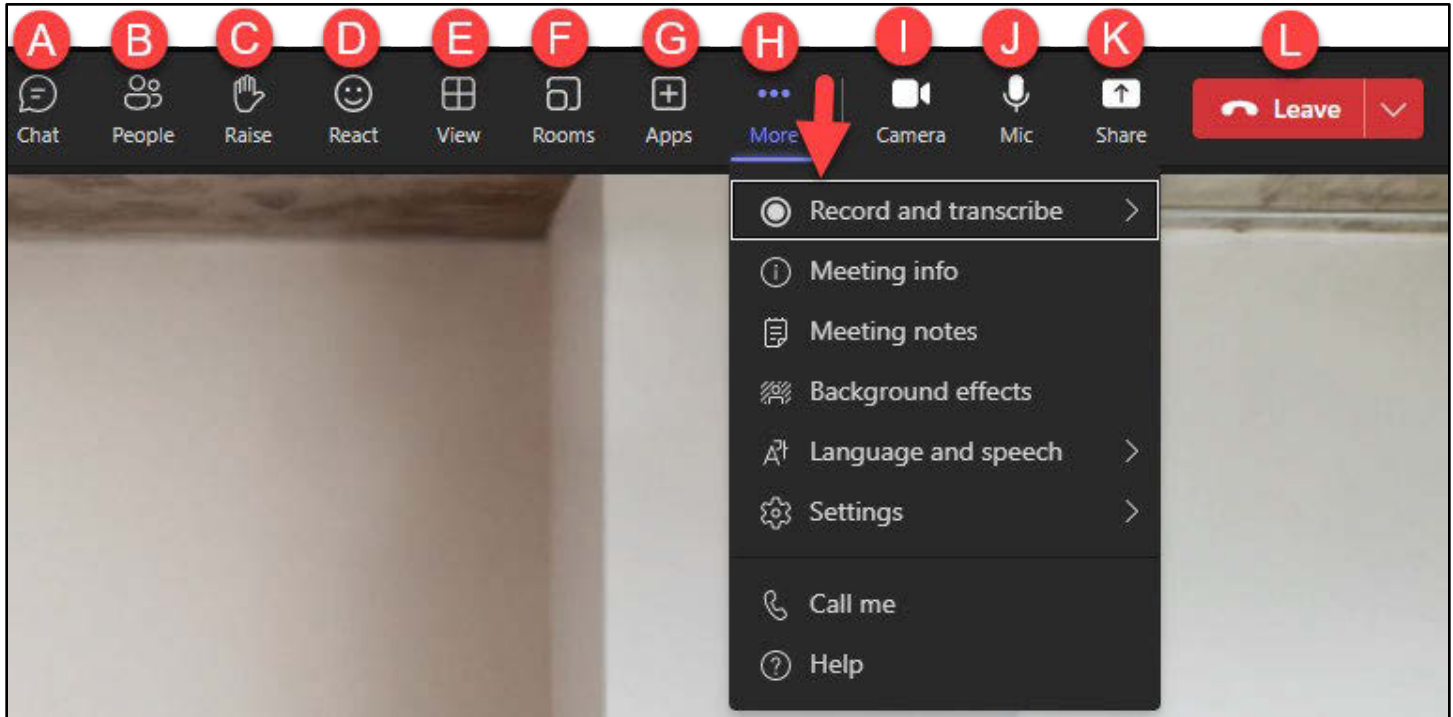 A B C D E F G H I J K L
Chat People Raise React View Rooms Apps More Camera Mic Share Leave
Record and transcribe
Meeting info
Meeting notes
Background effects
Language and speech
Settings
Call me
Help